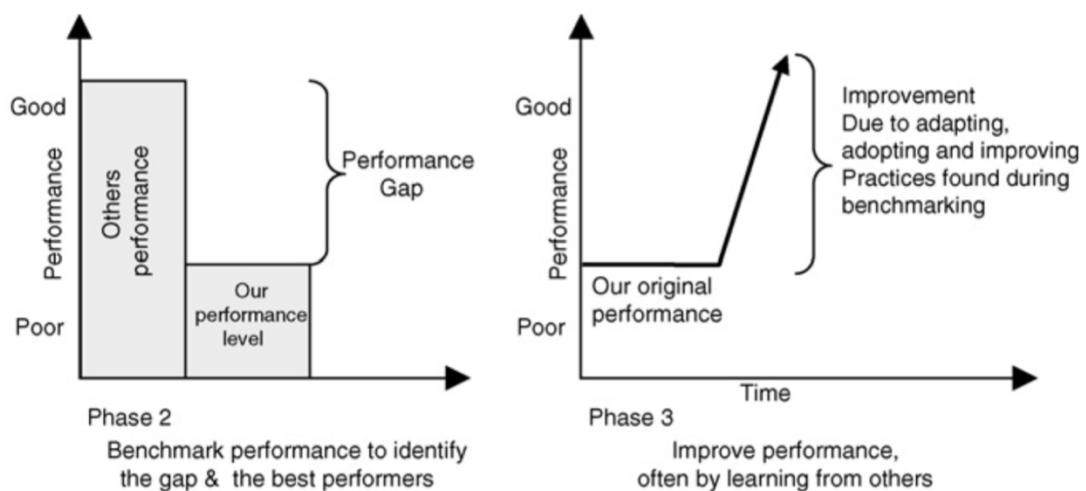 Good
Performance
Poor
Others
performance
Our
performance
level
Performance
Gap
Phase 2
Benchmark performance to identify
the gap & the best performers
Good
Performance
Poor
Our original
performance
Improvement
Due to adapting,
adopting and improving
Practices found during
benchmarking
Time
Phase 3
Improve performance,
often by learning from others